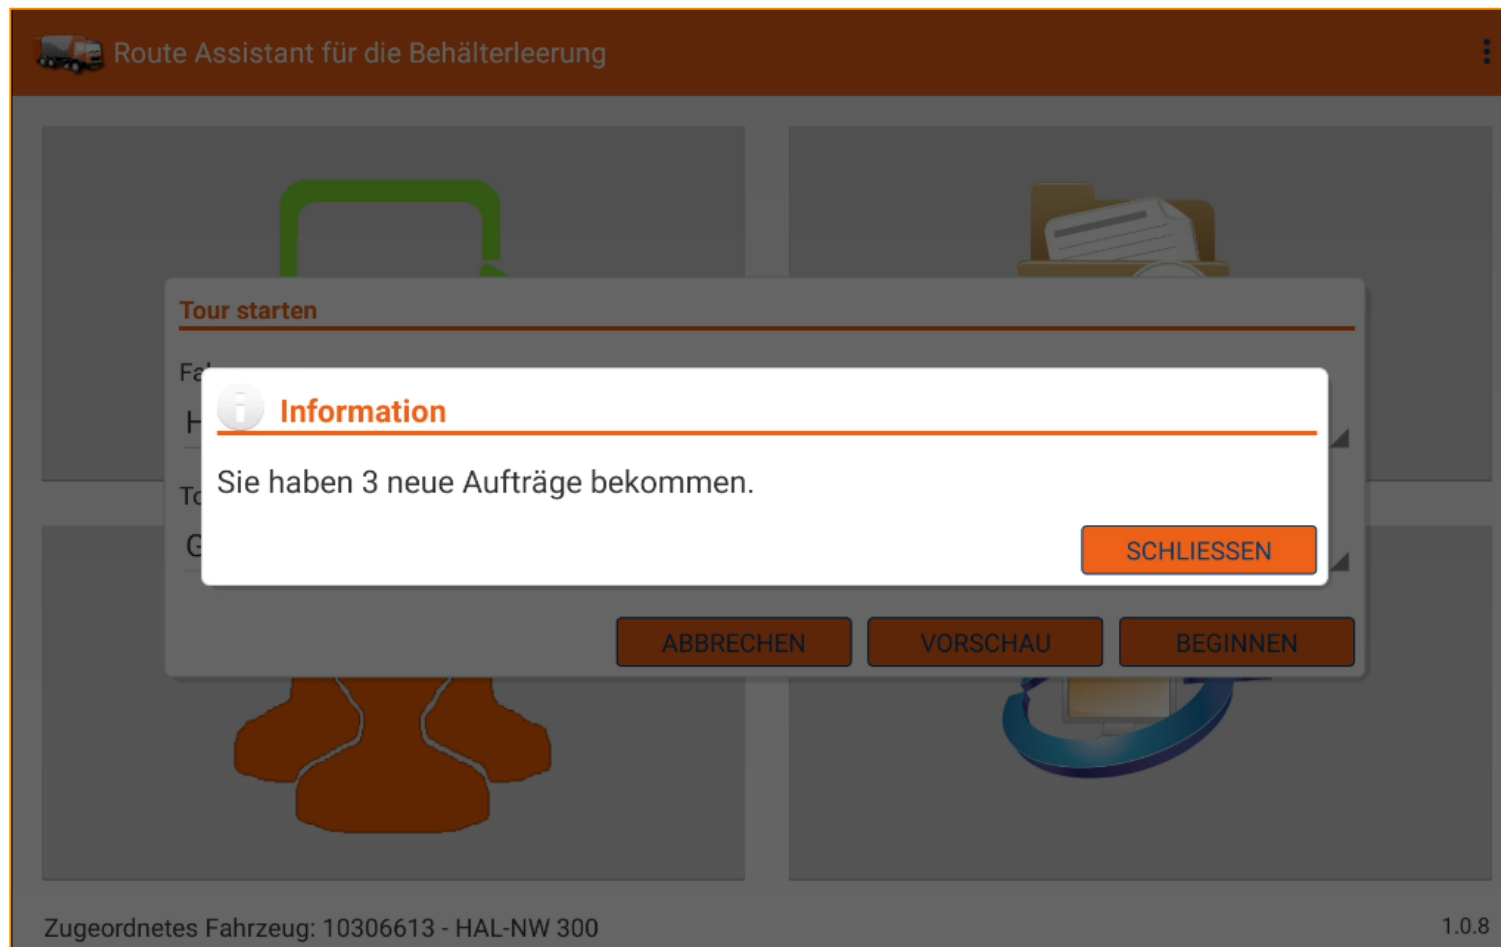 Route Assistant für die Behälterleerung
Tour starten
Information
Sie haben 3 neue Aufträge bekommen.
SCHLIESSEN
ABBRECHEN VORSCHAU BEGINNEN
Zugeordnetes Fahrzeug: 10306613 - HAL-NW 300 1.0.8